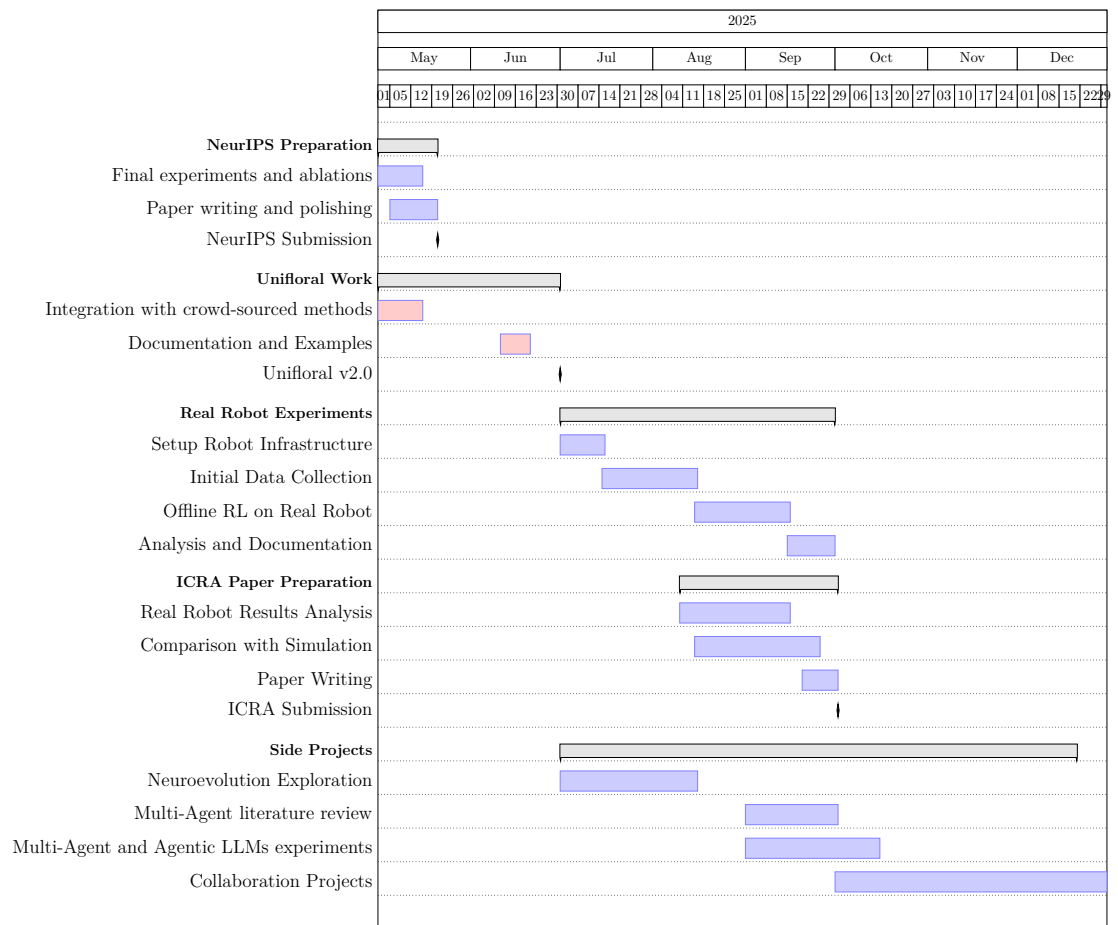 2025
May Jun Jul Aug Sep Oct Nov Dec
01 05 12 19 26 02 09 16 23 30 07 14 21 28 04 11 18 25 01 08 15 22 29 06 13 20 27 03 10 17 24 01 08 15 22 29
NeurIPS Preparation
Final experiments and ablations
Paper writing and polishing
NeurIPS Submission
Unifloral Work
Integration with crowd-sourced methods
Documentation and Examples
Unifloral v2.0
Real Robot Experiments
Setup Robot Infrastructure
Initial Data Collection
Offline RL on Real Robot
Analysis and Documentation
ICRA Paper Preparation
Real Robot Results Analysis
Comparison with Simulation
Paper Writing
ICRA Submission
Side Projects
Neuroevolution Exploration
Multi-Agent literature review
Multi-Agent and Agentic LLMs experiments
Collaboration Projects